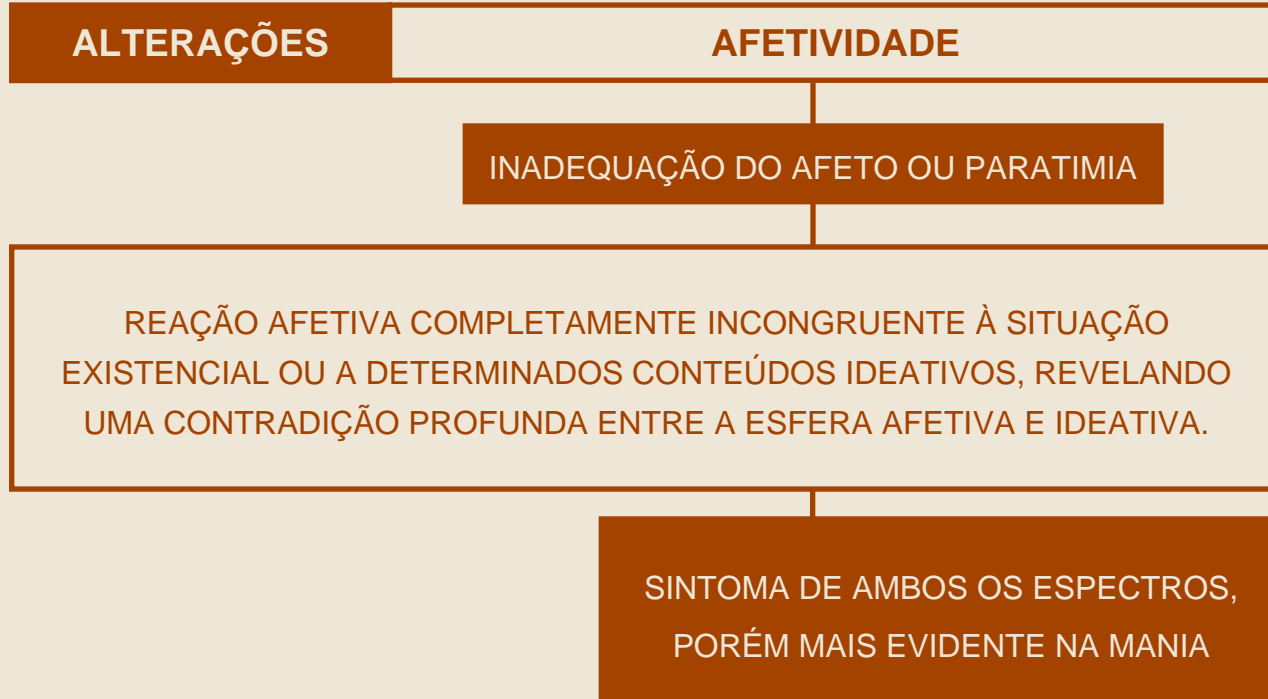 ALTERAÇÕES
AFETIVIDADE
INADEQUAÇÃO DO AFETO OU PARATIMIA
REAÇÃO AFETIVA COMPLETAMENTE INCONGRUENTE À SITUAÇÃO
EXISTENCIAL OU A DETERMINADOS CONTEÚDOS IDEATIVOS, REVELANDO
UMA CONTRADIÇÃO PROFUNDA ENTRE A ESFERA AFETIVA E IDEATIVA.
SINTOMA DE AMBOS OS ESPECTROS,
PORÉM MAIS EVIDENTE NA MANIA